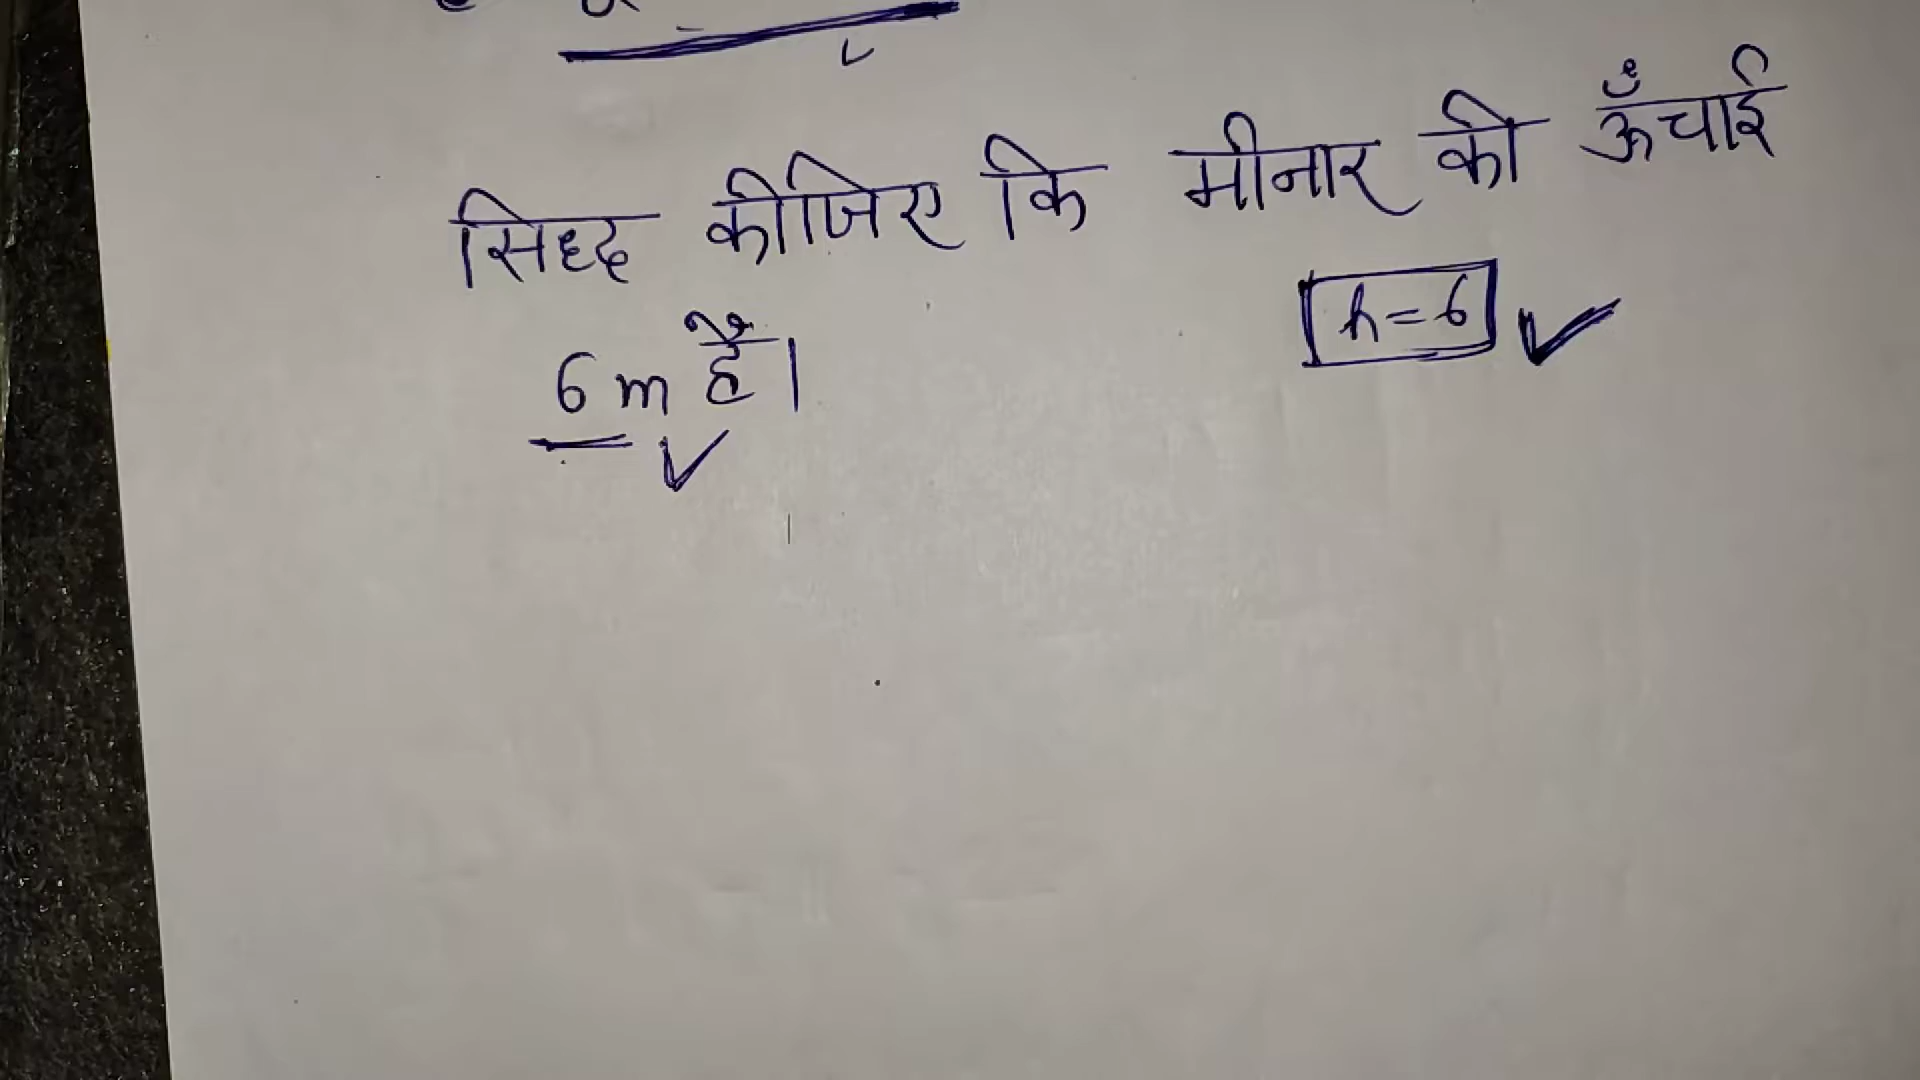 सिध्द कीजिए कि मीनार की ऊँचाई
6 m हैं।
h = 6